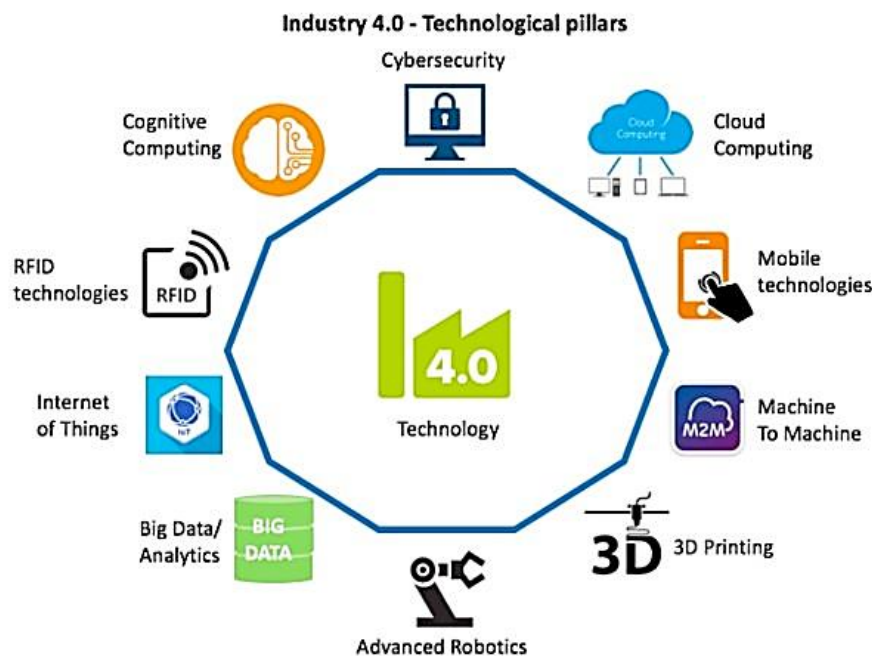 Industry 4.0 - Technological pillars
Cybersecurity
Cognitive
Computing
Cloud
Computing
Cloud
Computing
RFID
technologies
RFID
Mobile
technologies
4.0
Technology
Internet
of Things
IoT
M2M
Machine
To Machine
Big Data/
Analytics
BIG
DATA
3D
3D Printing
Advanced Robotics